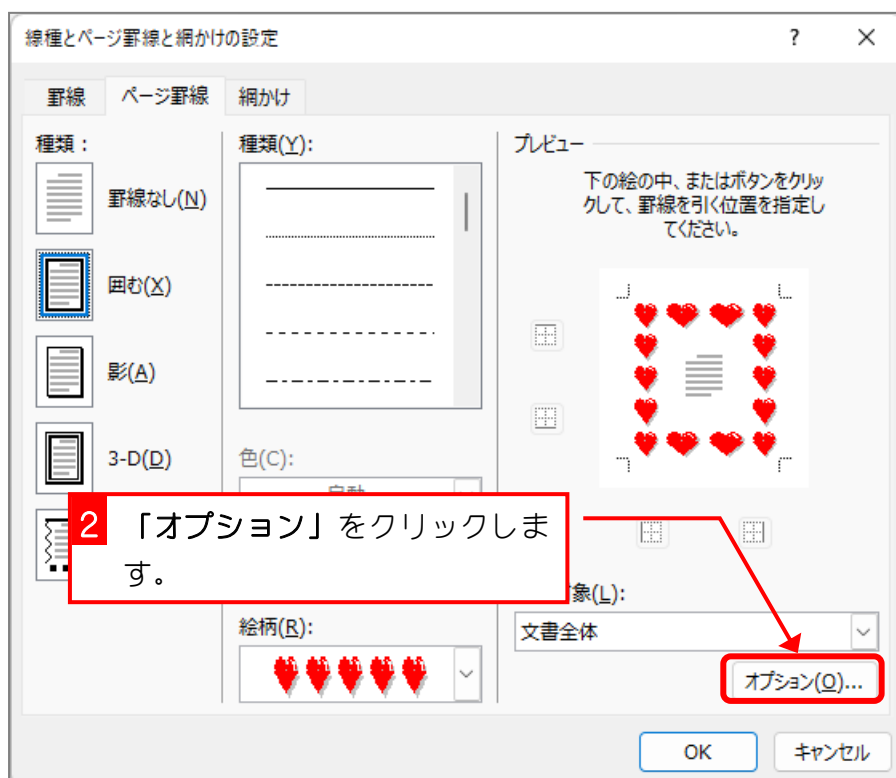 線種とページ罫線と網かけの設定
?
罫線
ページ罫線
網かけ
種類:
罫線なし(N)
囲む(X)
影(A)
3-D(D)
種類(Y):
色(C):
絵柄(R):
プレビュー
下の絵の中、またはボタンをクリッ
クして、罫線を引く位置を指定し
てください。
2
「オプション」をクリックしま
す。
象(L):
文書全体
オプション(O)...
OK
キャンセル